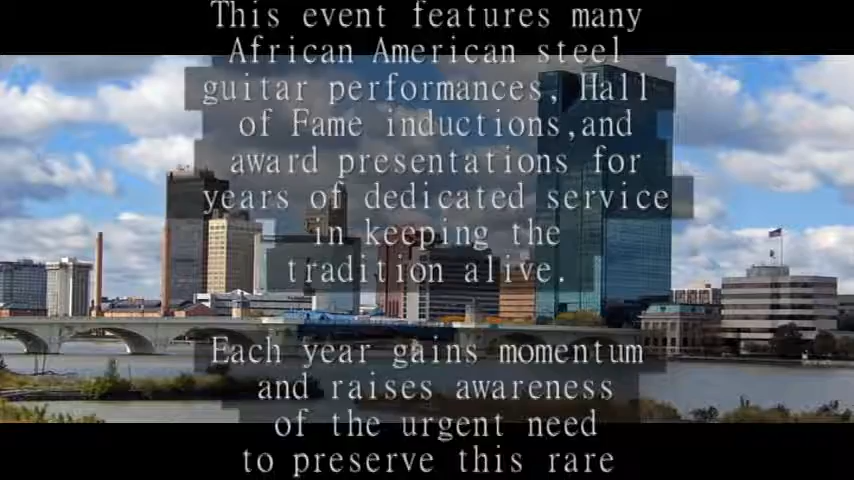 This event features many
African American steel
guitar performances, Hall
of Fame inductions,and
award presentations for
years of dedicated service
in keeping the
tradition alive.
Each year gains momentum
and raises awareness
of the urgent need
to preserve this rare